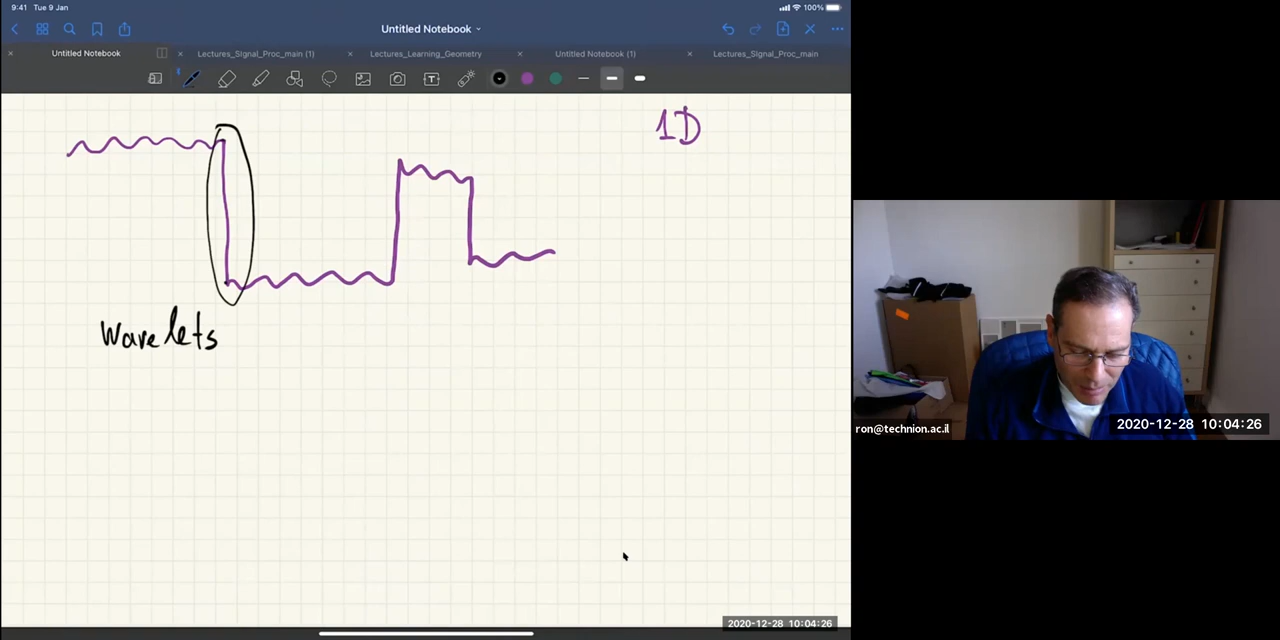 9:41 Tue 9 Jan
100%
Untitled Notebook
Untitled Notebook
Lectures_SIgnal_Proc_main (1)
Lectures_Learning_Geometry
Untitled Notebook (1)
Lectures_SIgnal_Proc_main
T
1D
Wavelets
ron@technion.ac.il
2020-12-28 10:04:26
2020-12-28 10:04:26